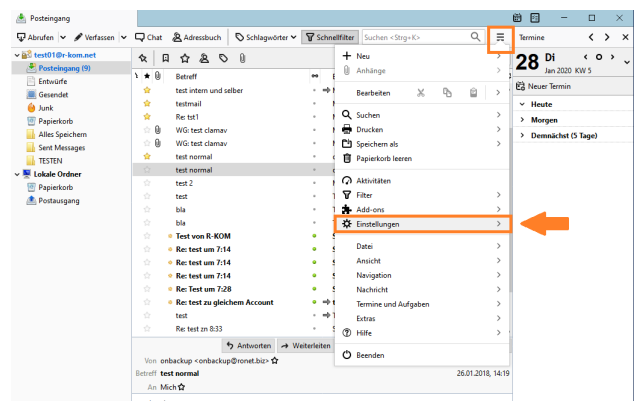 Posteingang
Abrufen Verfassen Chat Adressbuch Schlagwörter Schnellfilter Suchen <Strg+K>
Termine
test01@r-kom.net
Posteingang (9)
Entwürfe
Gesendet
Junk
Papierkorb
Alles Speichern
Sent Messages
TESTEN
Lokale Ordner
Papierkorb
Postausgang
Betreff
test intern und selber
testmail
Re: tst1
WG: test clamav
WG: test clamav
test normal
test normal
test 2
test
bla
bla
Test von R-KOM
Re: test um 7:14
Re: test um 7:14
Re: test um 7:14
Re: Test um 7:28
Re: test zu gleichem Account
test
Re: test zn 8:33
Neu
Anhänge
Bearbeiten
Suchen
Drucken
Speichern als
Papierkorb leeren
Aktivitäten
Filter
Add-ons
Einstellungen
Datei
Ansicht
Navigation
Nachricht
Termine und Aufgaben
Extras
Hilfe
Beenden
28 Di
Jan 2020 KW 5
Neuer Termin
Heute
Morgen
Demnächst (5 Tage)
Antworten Weiterleiten
Von onbackup <onbackup@ronet.biz>
Betreff test normal 26.01.2018, 14:19
An Mich